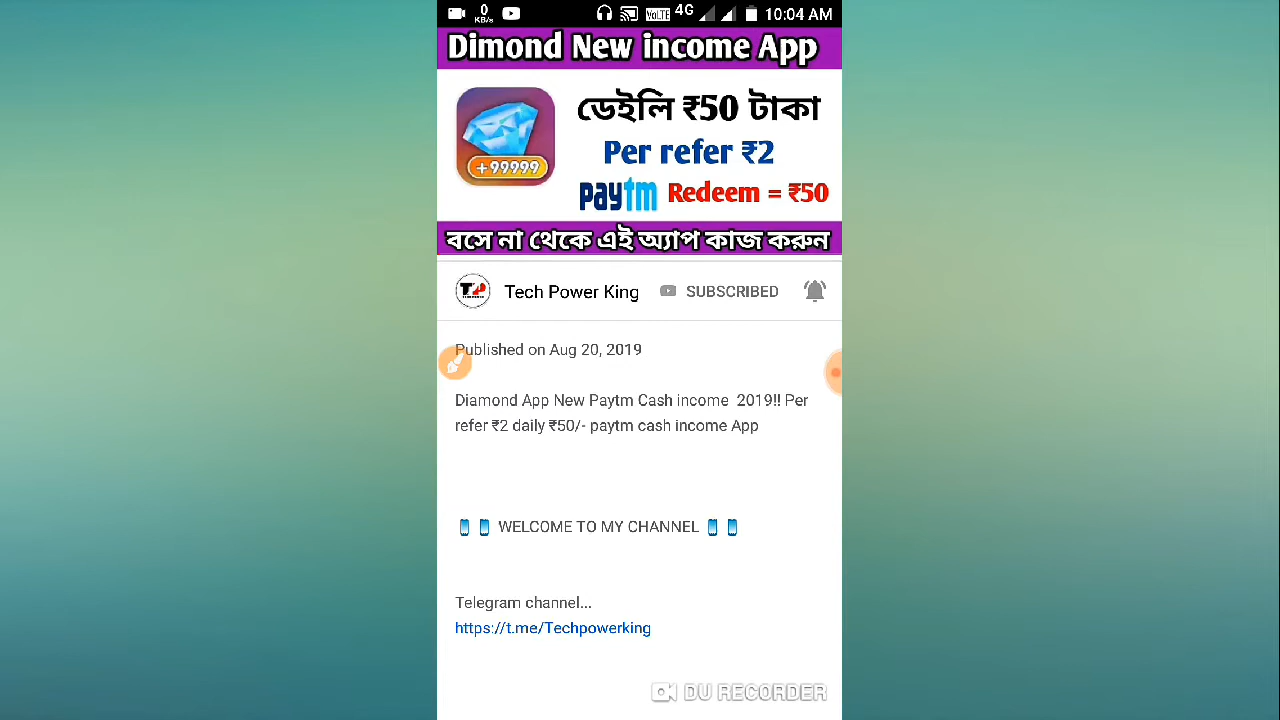 0
KB/s
VoLTE 4G 10:04 AM
Dimond New income App
+99999
ডেইলি ₹50 টাকা
Per refer ₹2
paytm Redeem = ₹50
বসে না থেকে এই অ্যাপ কাজ করুন
Tech Power King SUBSCRIBED
Published on Aug 20, 2019
Diamond App New Paytm Cash income 2019!! Per
refer ₹2 daily ₹50/- paytm cash income App
WELCOME TO MY CHANNEL
Telegram channel...
https://t.me/Techpowerking
DU RECORDER